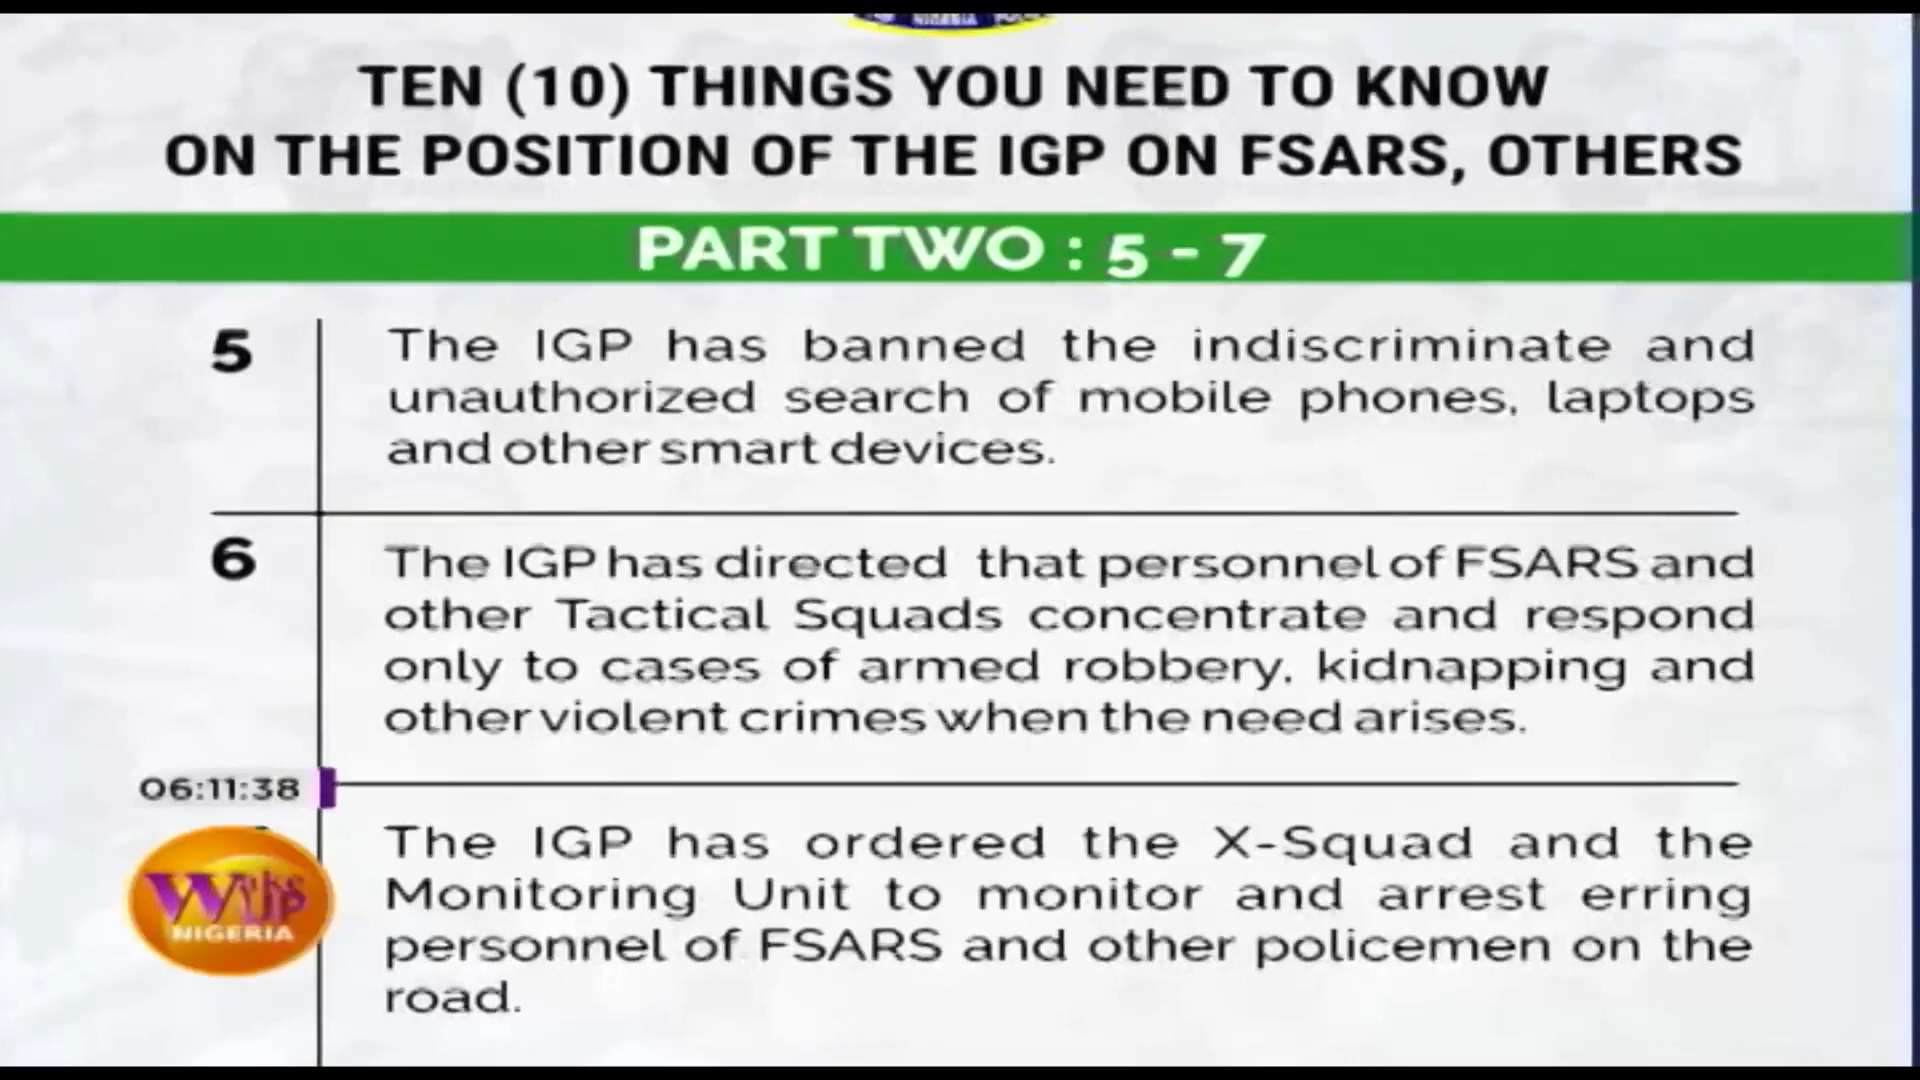 NIGERIA
TEN (10) THINGS YOU NEED TO KNOW
ON THE POSITION OF THE IGP ON FSARS, OTHERS
PART TWO : 5 - 7
5
The IGP has banned the indiscriminate and
unauthorized search of mobile phones, laptops
and other smart devices.
6
The IGP has directed that personnel of FSARS and
other Tactical Squads concentrate and respond
only to cases of armed robbery, kidnapping and
other violent crimes when the need arises.
06:11:38
The IGP has ordered the X-Squad and the
Monitoring Unit to monitor and arrest erring
personnel of FSARS and other policemen on the
road.
NIGERIA